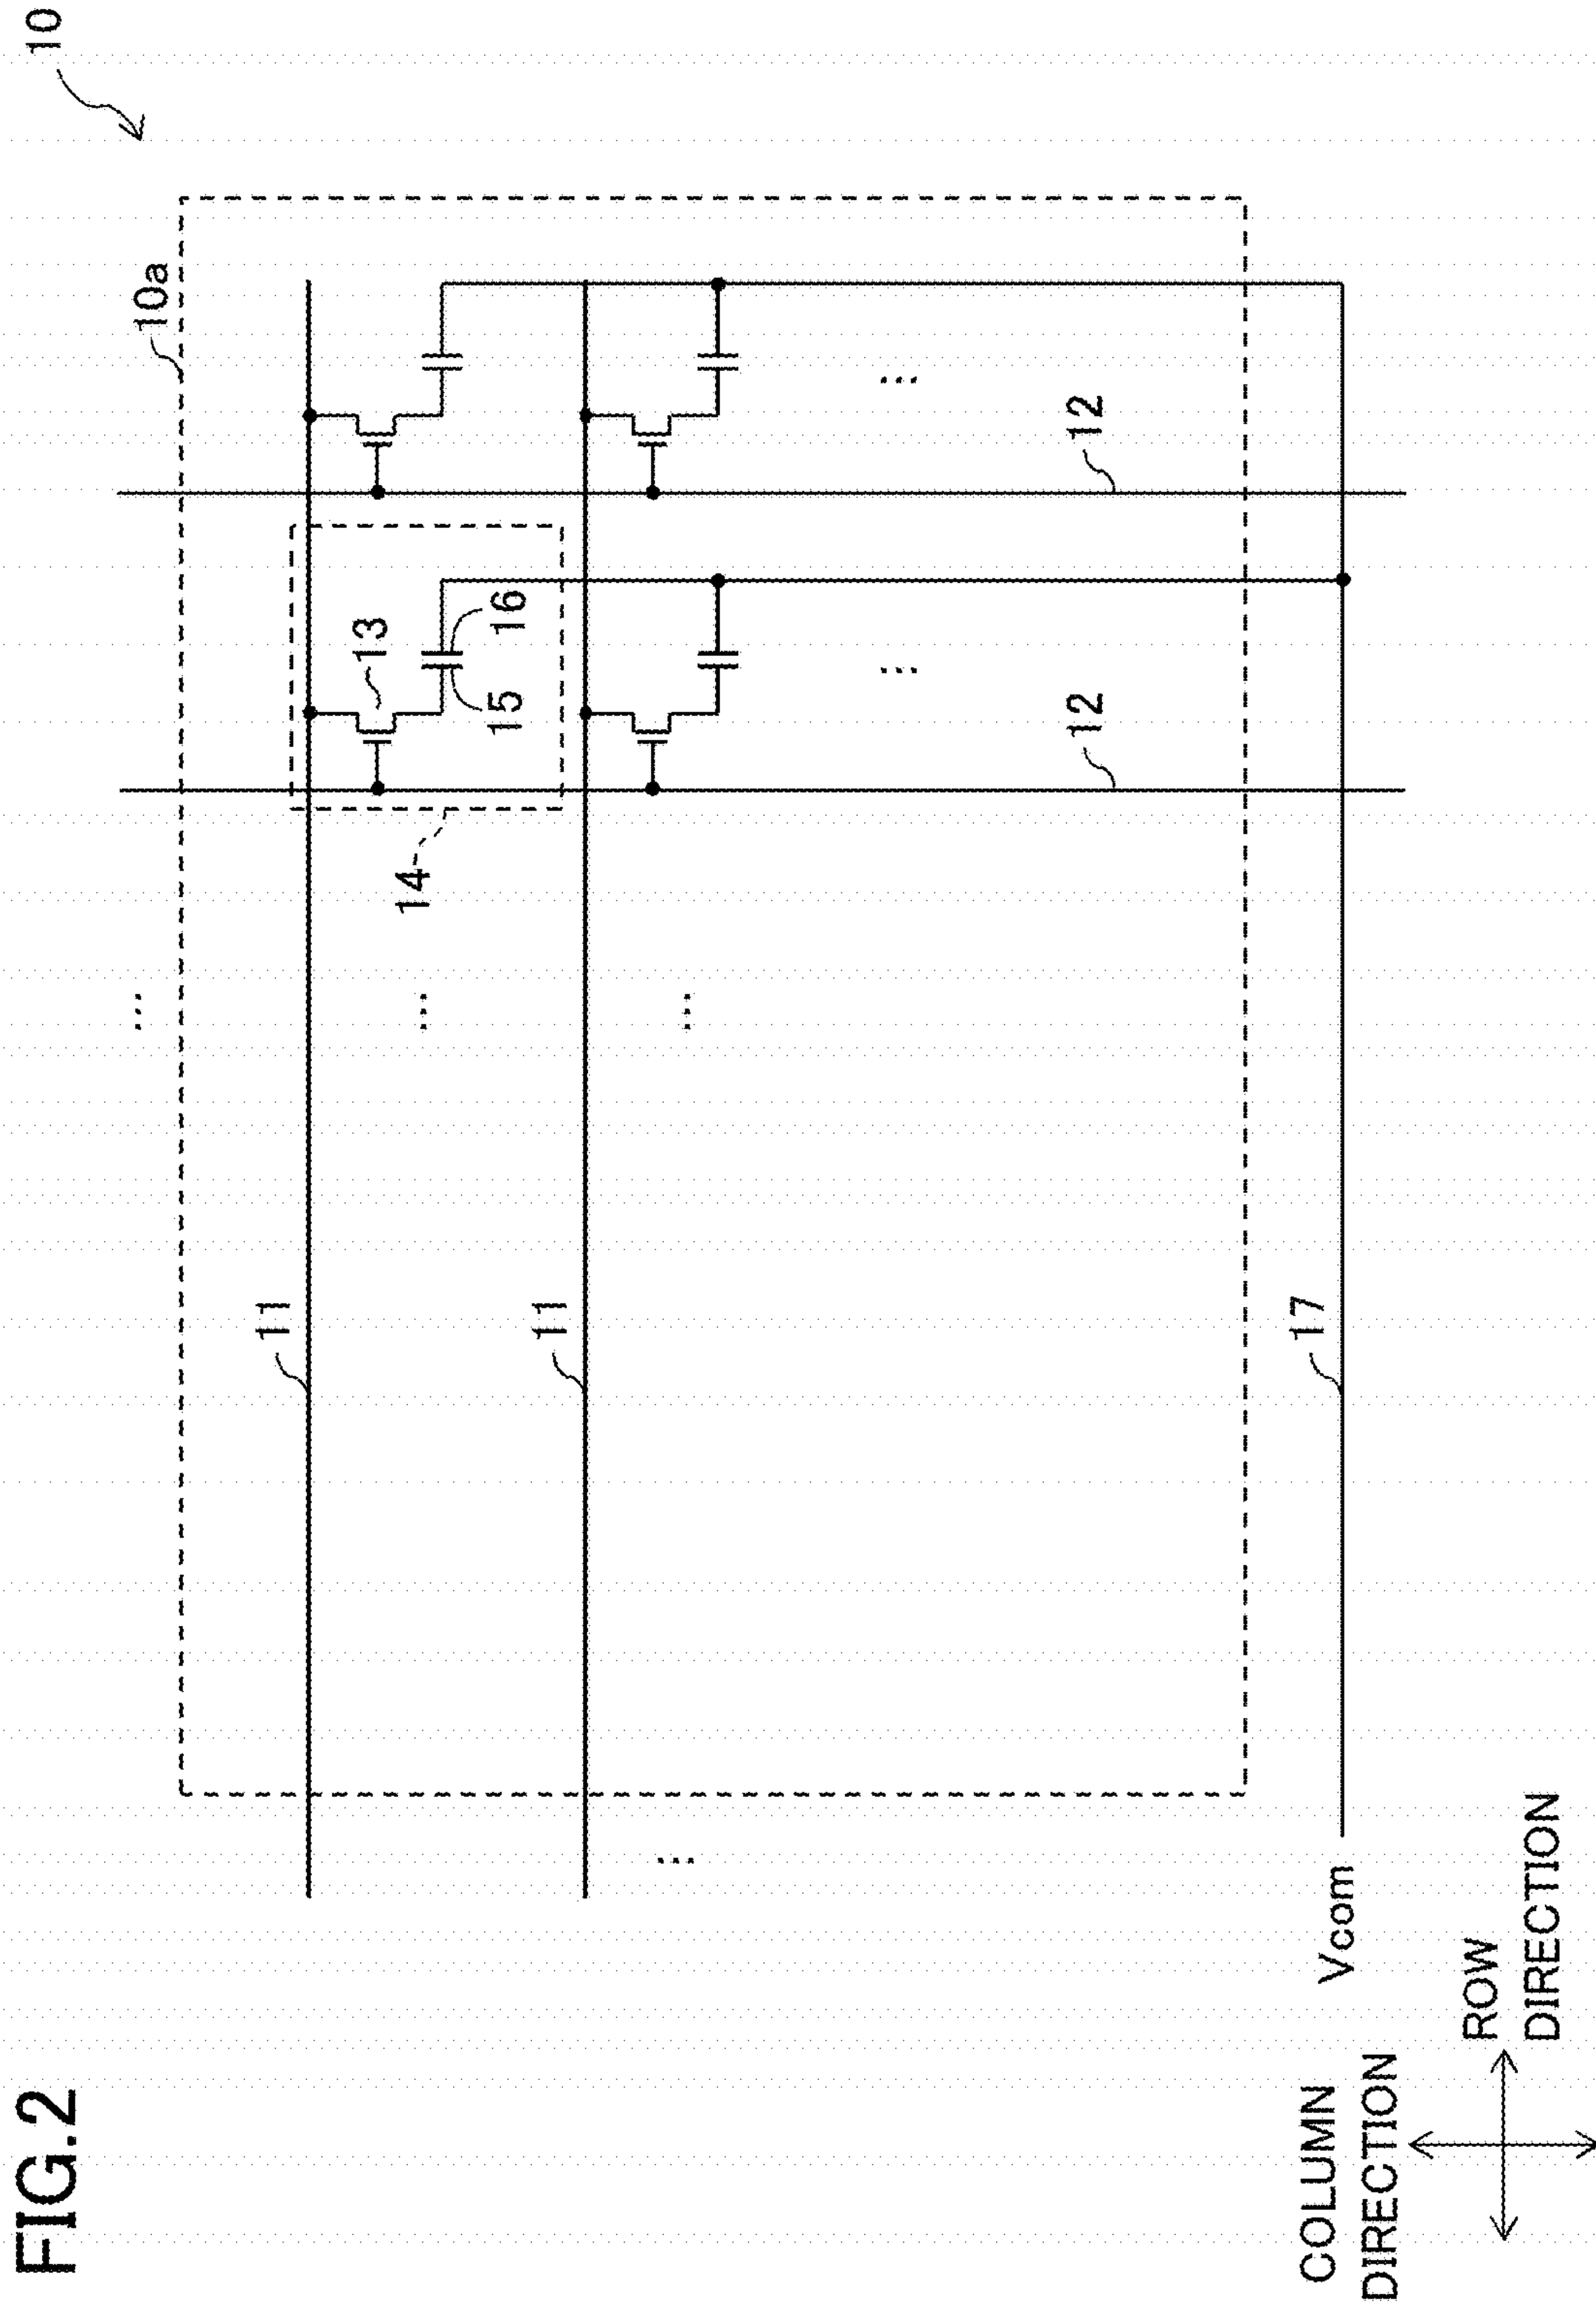 FIG.2
10
10a
11
13
14
15
16
11
12
12
17
Vcom
COLUMN
DIRECTION
ROW
DIRECTION